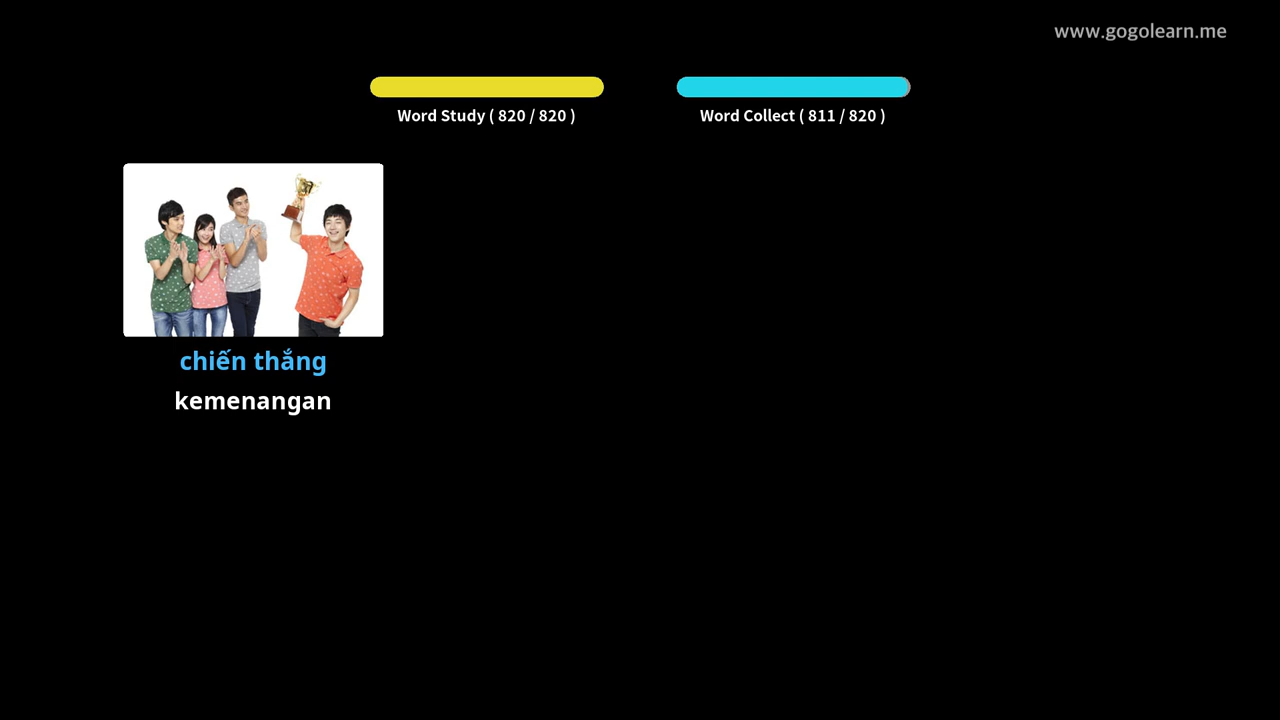 www.gogolearn.me
Word Study ( 820 / 820 )
Word Collect ( 811 / 820 )
chiến thắng
kemenangan